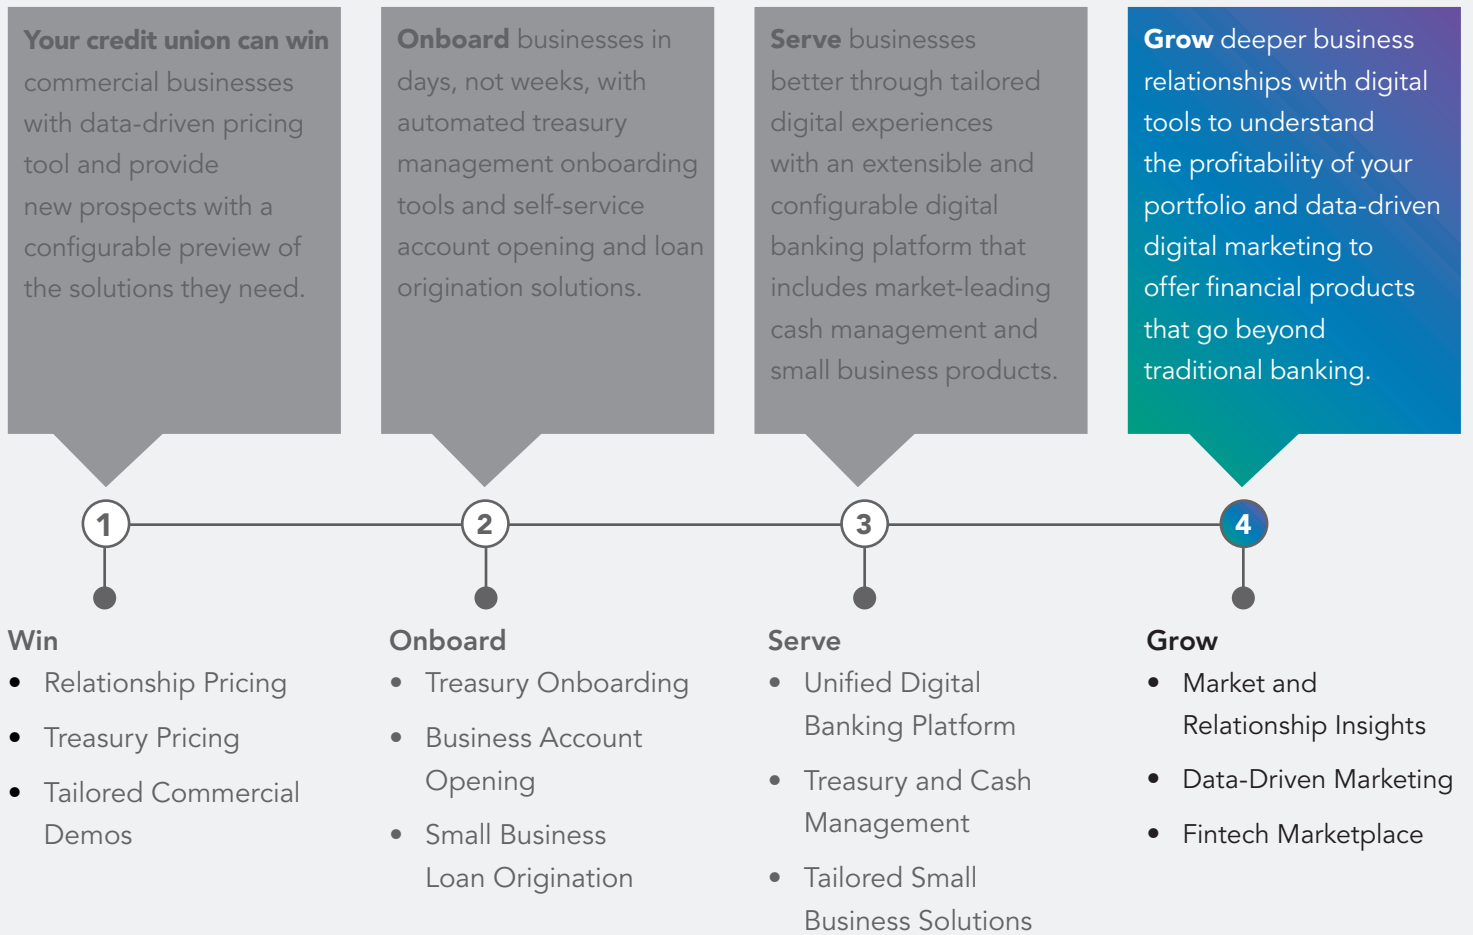 Your credit union can win
commercial businesses
with data-driven pricing
tool and provide
new prospects with a
configurable preview of
the solutions they need.
Onboard businesses in
days, not weeks, with
automated treasury
management onboarding
tools and self-service
account opening and loan
origination solutions.
Serve businesses
better through tailored
digital experiences
with an extensible and
configurable digital
banking platform that
includes market-leading
cash management and
small business products.
Grow deeper business
relationships with digital
tools to understand
the profitability of your
portfolio and data-driven
digital marketing to
offer financial products
that go beyond
traditional banking.
1
2
3
4
Win
• Relationship Pricing
• Treasury Pricing
• Tailored Commercial
Demos
Onboard
• Treasury Onboarding
• Business Account
Opening
• Small Business
Loan Origination
Serve
• Unified Digital
Banking Platform
• Treasury and Cash
Management
• Tailored Small
Business Solutions
Grow
• Market and
Relationship Insights
• Data-Driven Marketing
• Fintech Marketplace